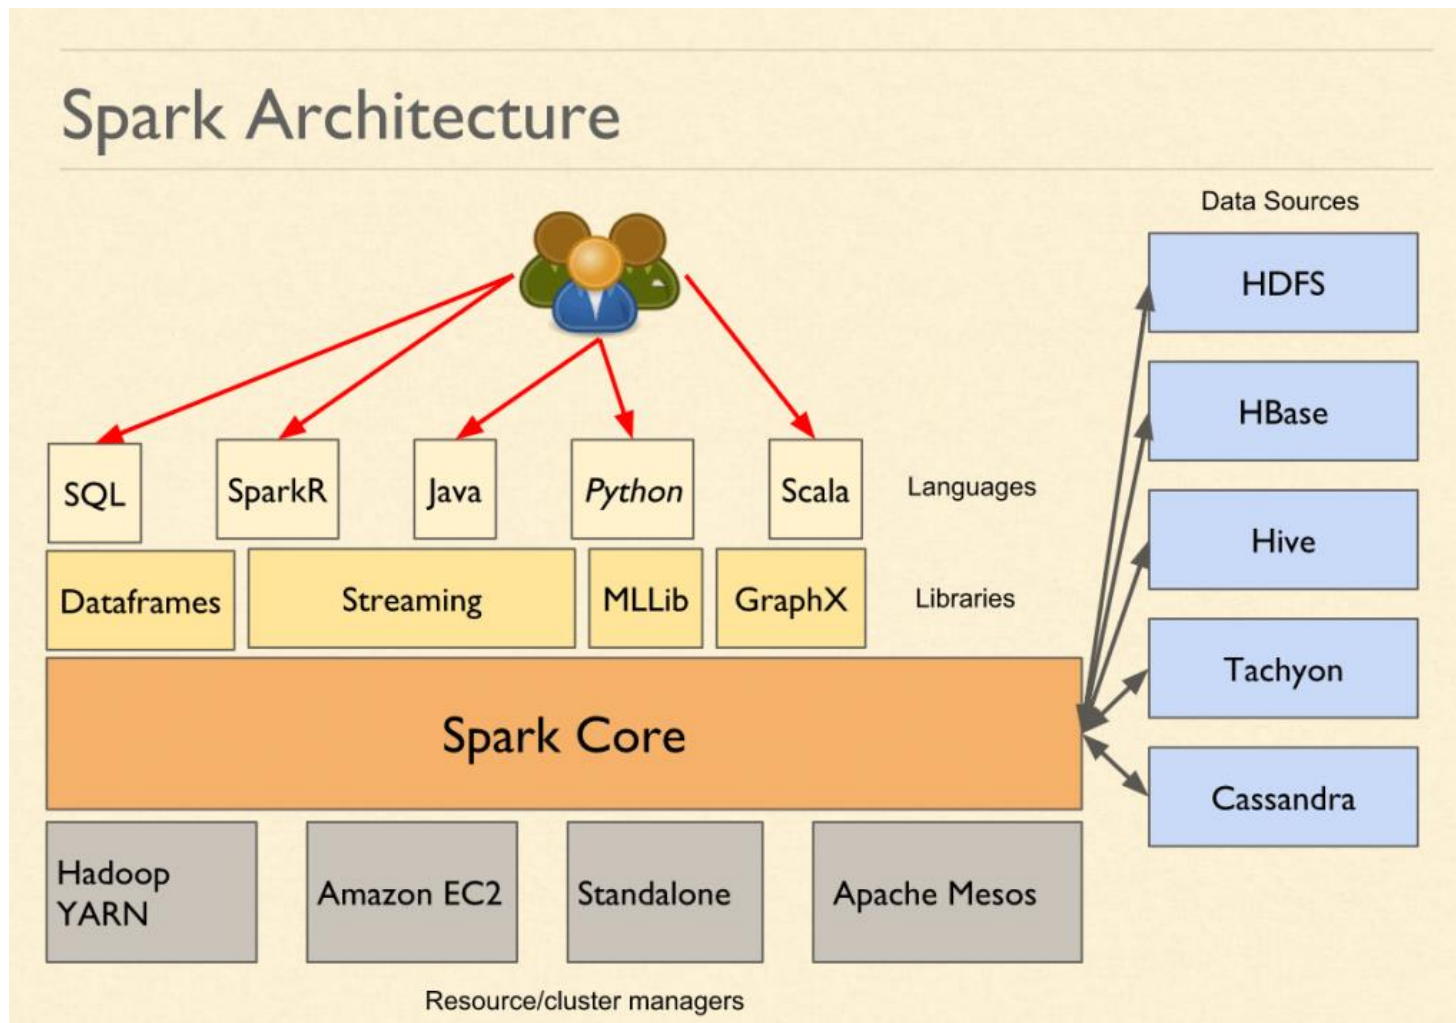 Spark Architecture
Data Sources
HDFS
HBase
Hive
Tachyon
Cassandra
SQL
SparkR
Java
Python
Scala
Languages
Dataframes
Streaming
MLLib
GraphX
Libraries
Spark Core
Hadoop
YARN
Amazon EC2
Standalone
Apache Mesos
Resource/cluster managers